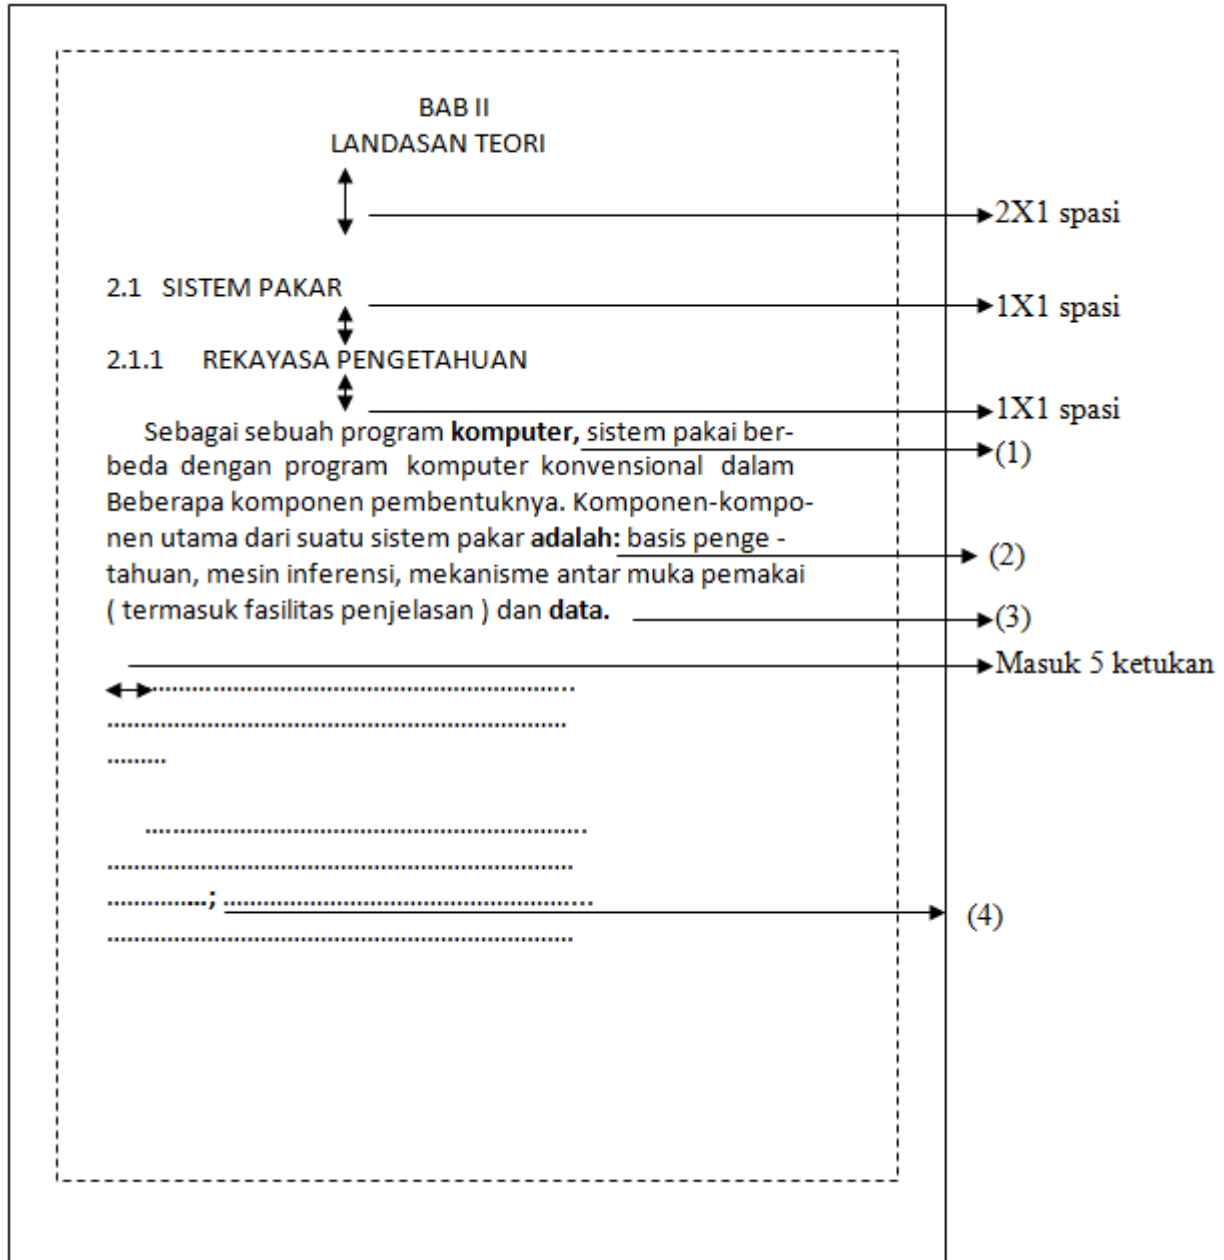 BAB II
LANDASAN TEORI
2X1 spasi
2.1 SISTEM PAKAR
1X1 spasi
2.1.1 REKAYASA PENGETAHUAN
1X1 spasi
Sebagai sebuah program komputer, sistem pakai ber-
(1)
beda dengan program komputer konvensional dalam
Beberapa komponen pembentuknya. Komponen-kompo-
nen utama dari suatu sistem pakar adalah: basis penge -
(2)
tahuan, mesin inferensi, mekanisme antar muka pemakai
( termasuk fasilitas penjelasan ) dan data.
(3)
Masuk 5 ketukan
...............................................................
.....................................................................
.........
..................................................................
......................................................................
................; .......................................................
(4)
......................................................................